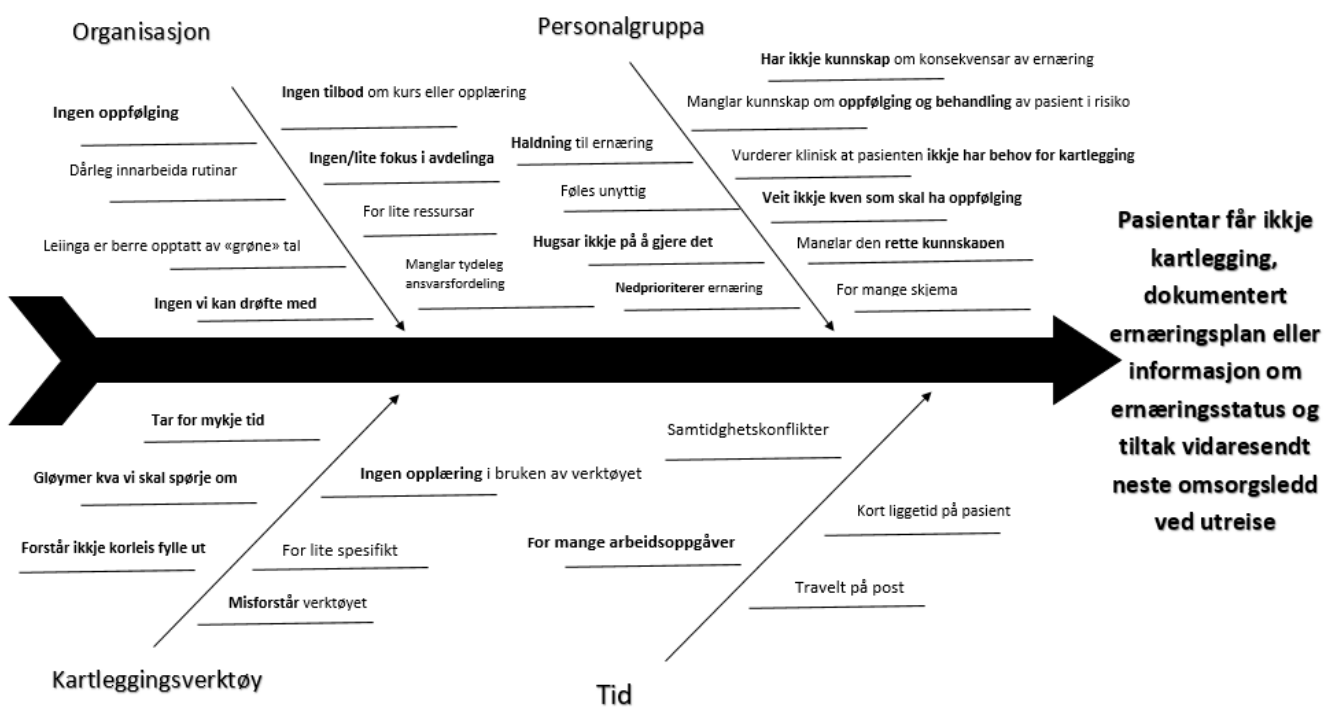 Organisasjon
Ingen oppfølging
Dårleg innarbeida rutinar
Leiinga er berre opptatt av «grøne» tal
Ingen vi kan drøfte med
Ingen tilbod om kurs eller opplæring
Ingen/lite fokus i avdelinga
For lite ressursar
Manglar tydeleg
ansvarsfordeling
Personalgruppa
Haldning til ernæring
Føles unyttig
Hugsar ikkje på å gjere det
Nedprioriterer ernæring
Har ikkje kunnskap om konsekvensar av ernæring
Manglar kunnskap om oppfølging og behandling av pasient i risiko
Vurderer klinisk at pasienten ikkje har behov for kartlegging
Veit ikkje kven som skal ha oppfølging
Manglar den rette kunnskapen
For mange skjema
Pasientar får ikkje
kartlegging,
dokumentert
ernæringsplan eller
informasjon om
ernæringsstatus og
tiltak vidaresendt
neste omsorgsledd
ved utreise
Tar for mykje tid
Gløymer kva vi skal spørje om
Forstår ikkje korleis fylle ut
Ingen opplæring i bruken av verktøyet
For lite spesifikt
Misforstår verktøyet
Kartleggingsverktøy
Samtidghetskonflikter
For mange arbeidsoppgåver
Kort liggetid på pasient
Travelt på post
Tid